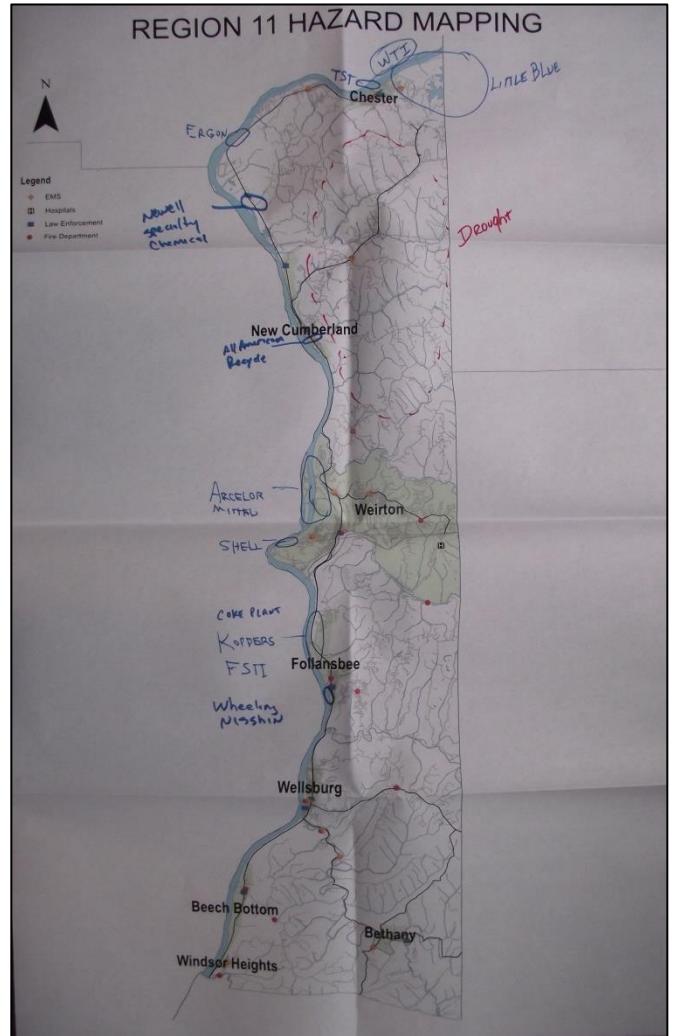 REGION 11 HAZARD MAPPING
WTI
TST
LITTLE BLUE
Chester
N
ERGON
Legend
EMS
Hospitals
Law Enforcement
Fire Department
Newell
specialty
Chemical
Drought
New Cumberland
All American
Recycle
ARCELOR
MITTAL
Weirton
SHELL
H
COKE PLANT
KOPPERS
FSII
Follansbee
Wheeling
NISSHIN
Wellsburg
Beech Bottom
Bethany
Windsor Heights